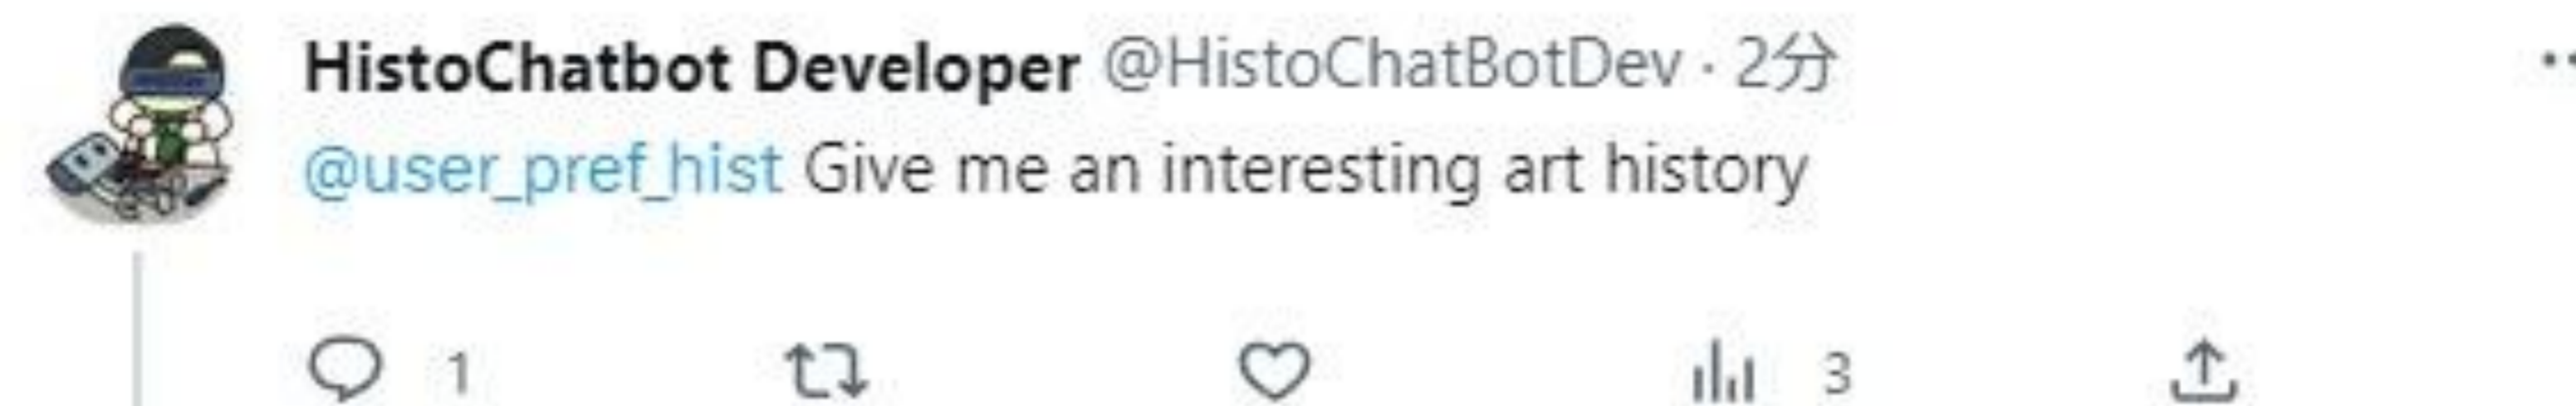 HistoChatbot Developer @HistoChatBotDev · 2分
@user_pref_hist Give me an interesting art history
1 3